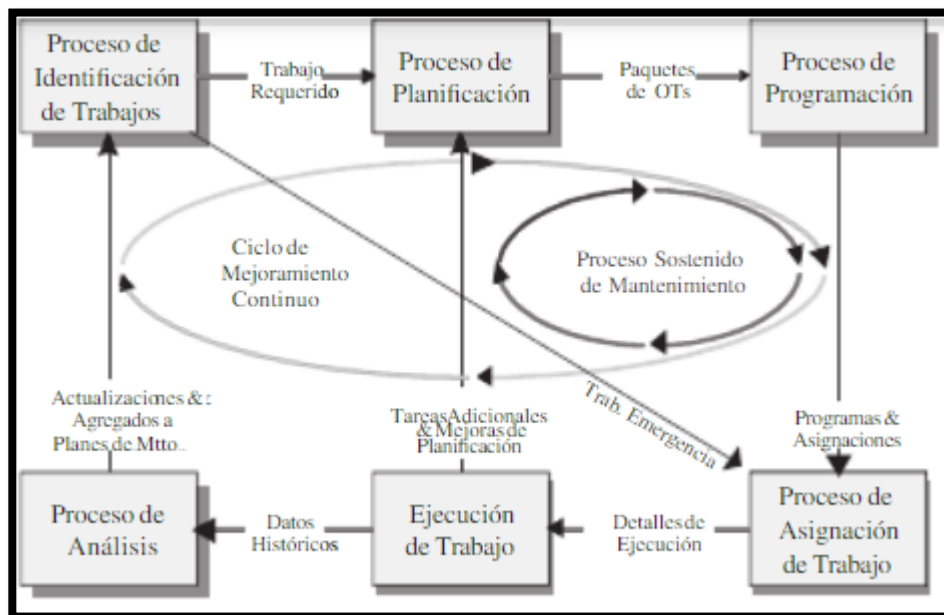 Proceso de
Identificación
de Trabajos
Trabajo
Requerido
Proceso de
Planificación
Paquetes
de OTs
Proceso de
Programación
Ciclo de
Mejoramiento
Continuo
Proceso Sostenido
de Mantenimiento
Actualizaciones &
Agregados a
Planes de Mtto..
Tareas Adicionales
& Mejoras de
Planificación
Trab. Emergencia
Programas &
Asignaciones
Proceso de
Análisis
Datos
Históricos
Ejecución
de Trabajo
Detalles de
Ejecución
Proceso de
Asignación
de Trabajo